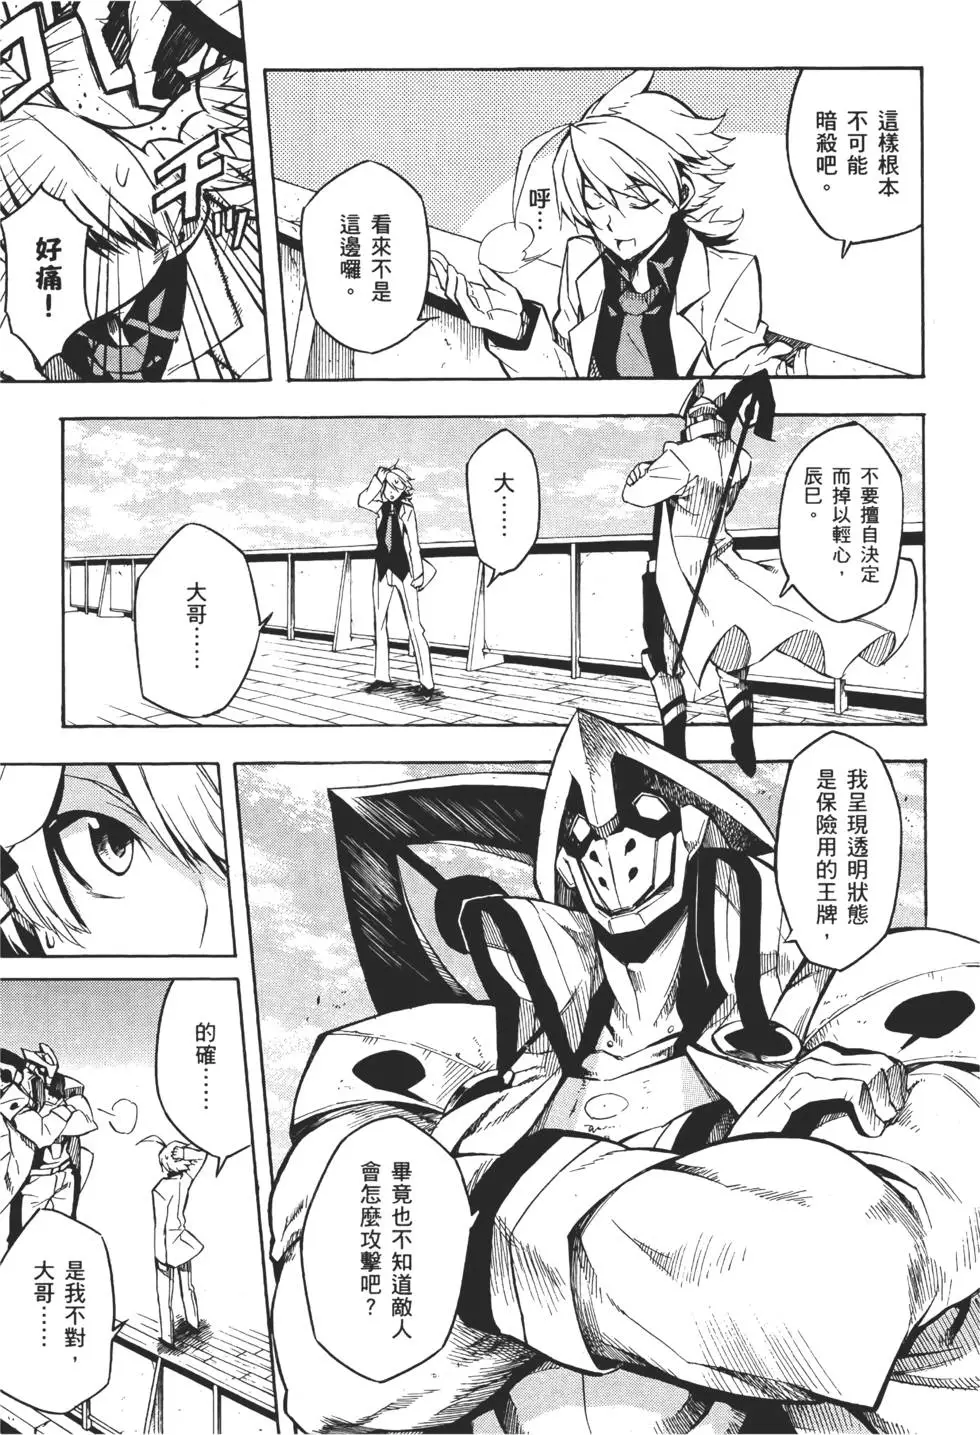 這樣根本
不可能
暗殺吧。
呼…
看來不是
這邊囉。
好痛！
不要擅自決定
而掉以輕心，
辰巳。
大……
大哥……
我呈現透明狀態
是保險用的王牌，
畢竟也不知道敵人
會怎麼攻擊吧？
的確……
是我不對，
大哥……